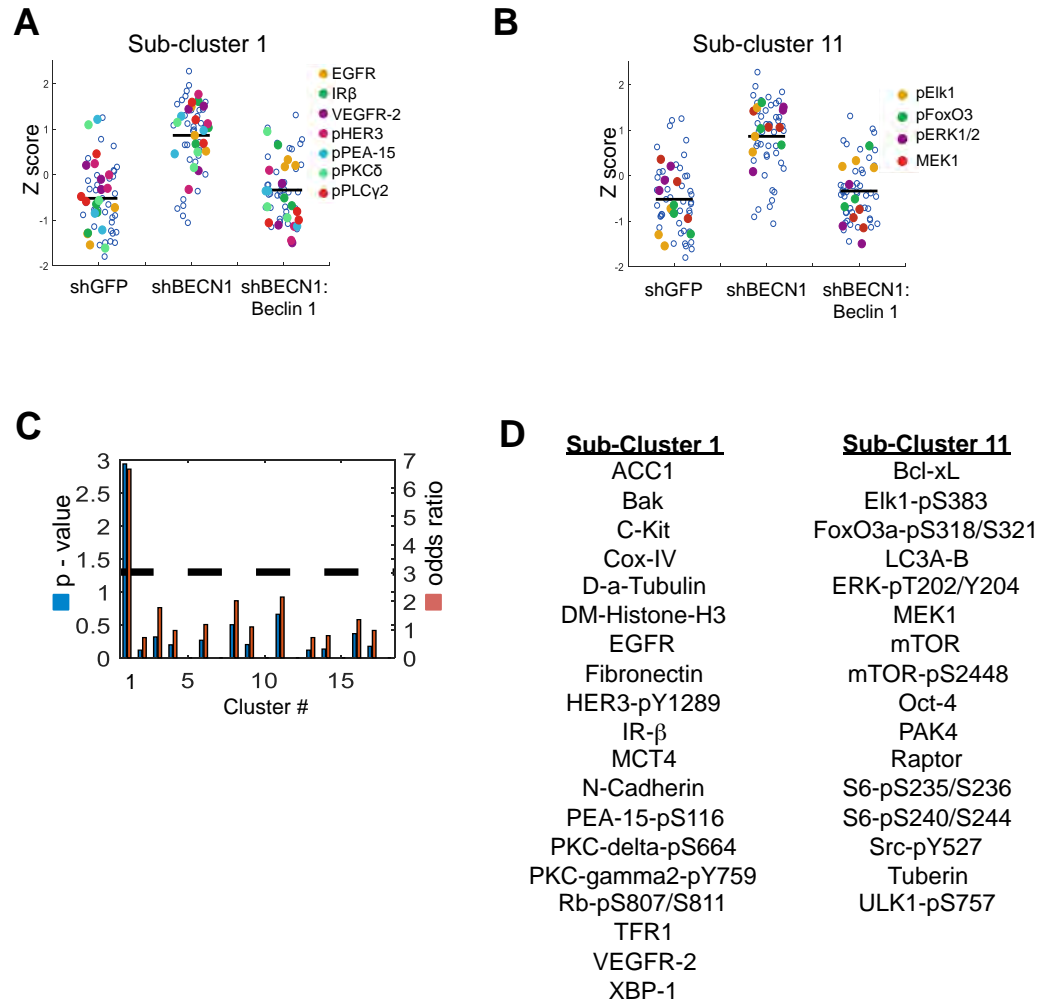 A
Sub-cluster 1
Z score
2
1
0
-1
-2
EGFR
IRβ
VEGFR-2
pHER3
pPEA-15
pPKCδ
pPLCγ2
shGFP
shBECN1
shBECN1:
Beclin 1
B
Sub-cluster 11
Z score
2
1
0
-1
-2
pElk1
pFoxO3
pERK1/2
MEK1
shGFP
shBECN1
shBECN1:
Beclin 1
C
p - value
3
2.5
2
1.5
1
0.5
0
7
6
5
4
3
2
1
0
odds ratio
1 5 10 15
Cluster #
D
Sub-Cluster 1
ACC1
Bak
C-Kit
Cox-IV
D-a-Tubulin
DM-Histone-H3
EGFR
Fibronectin
HER3-pY1289
IR-β
MCT4
N-Cadherin
PEA-15-pS116
PKC-delta-pS664
PKC-gamma2-pY759
Rb-pS807/S811
TFR1
VEGFR-2
XBP-1
Sub-Cluster 11
Bcl-xL
Elk1-pS383
FoxO3a-pS318/S321
LC3A-B
ERK-pT202/Y204
MEK1
mTOR
mTOR-pS2448
Oct-4
PAK4
Raptor
S6-pS235/S236
S6-pS240/S244
Src-pY527
Tuberin
ULK1-pS757